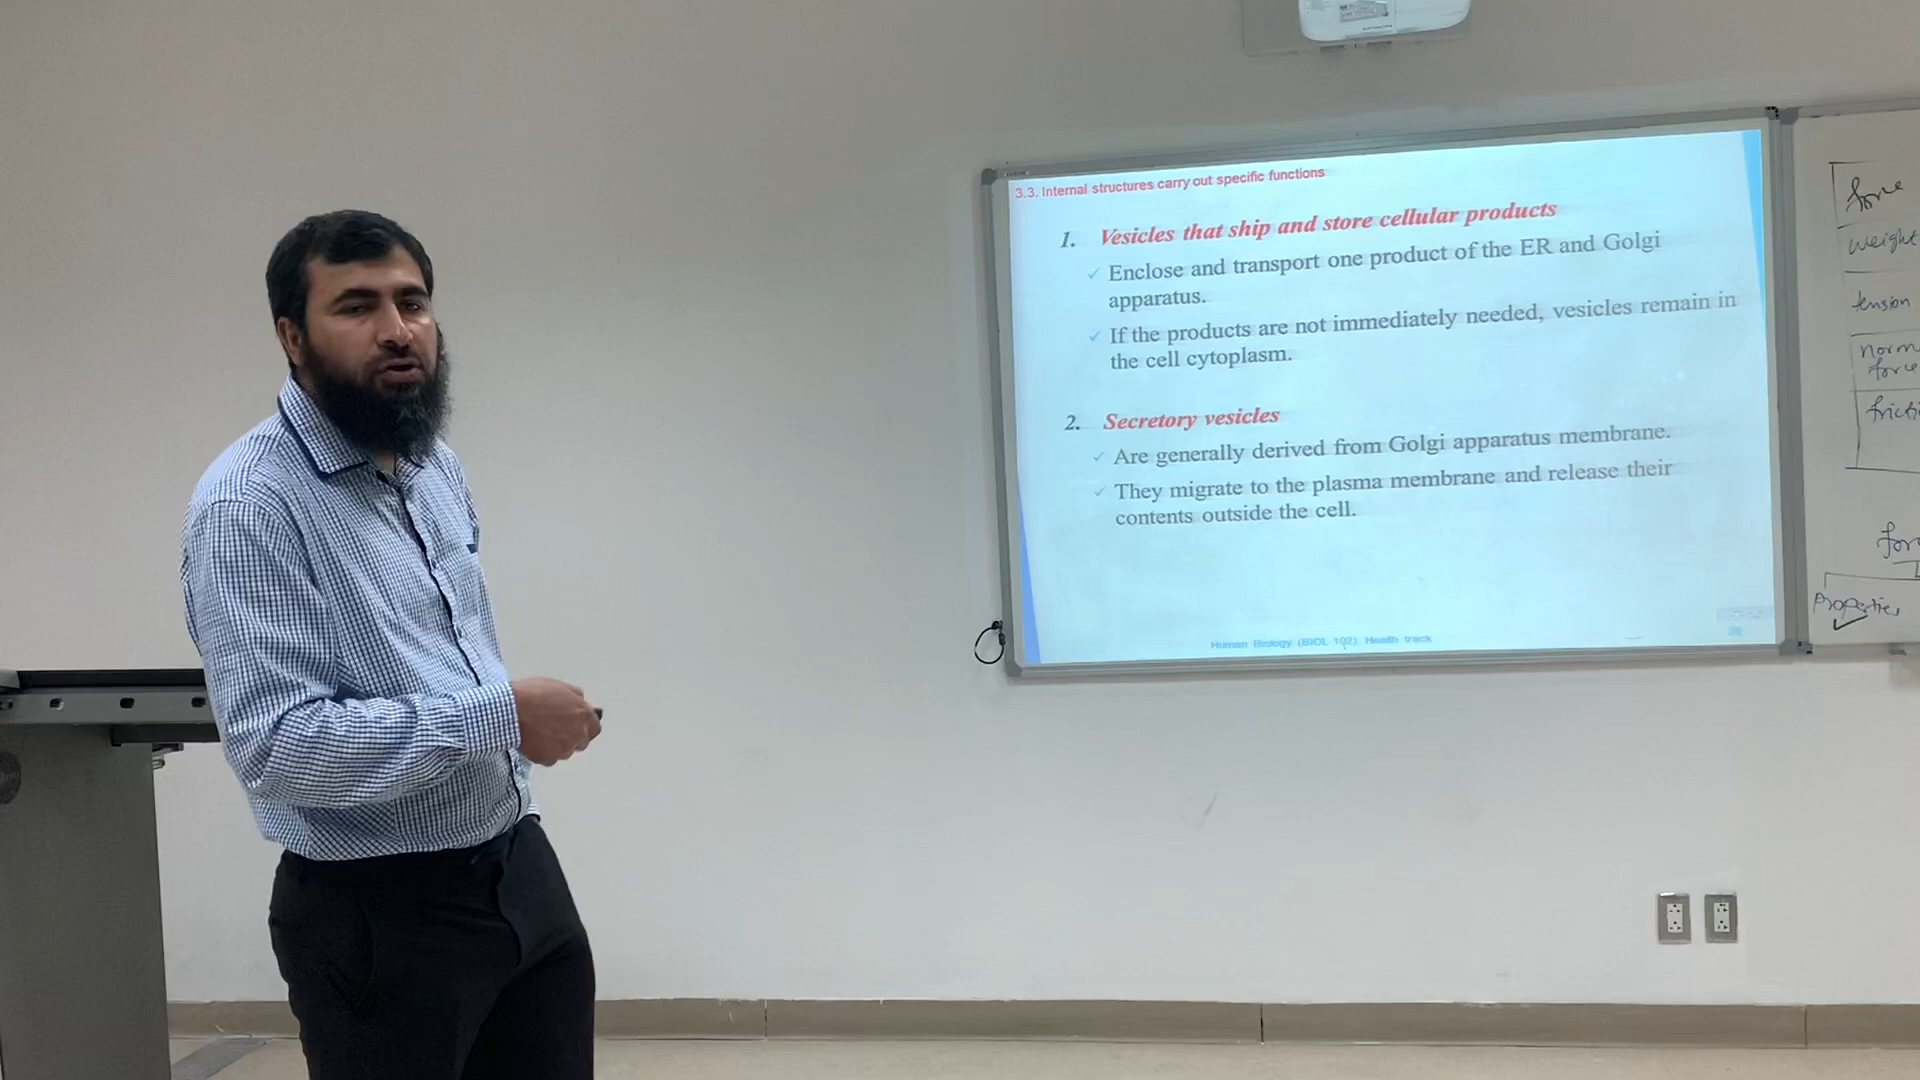 3.3. Internal structures carry out specific functions
1. Vesicles that ship and store cellular products
✓ Enclose and transport one product of the ER and Golgi
apparatus.
✓ If the products are not immediately needed, vesicles remain in
the cell cytoplasm.
2. Secretory vesicles
✓ Are generally derived from Golgi apparatus membrane.
✓ They migrate to the plasma membrane and release their
contents outside the cell.
Human Biology (BIOL 102) Health track
force
weight
tension
norm
force
fricti
for
properties